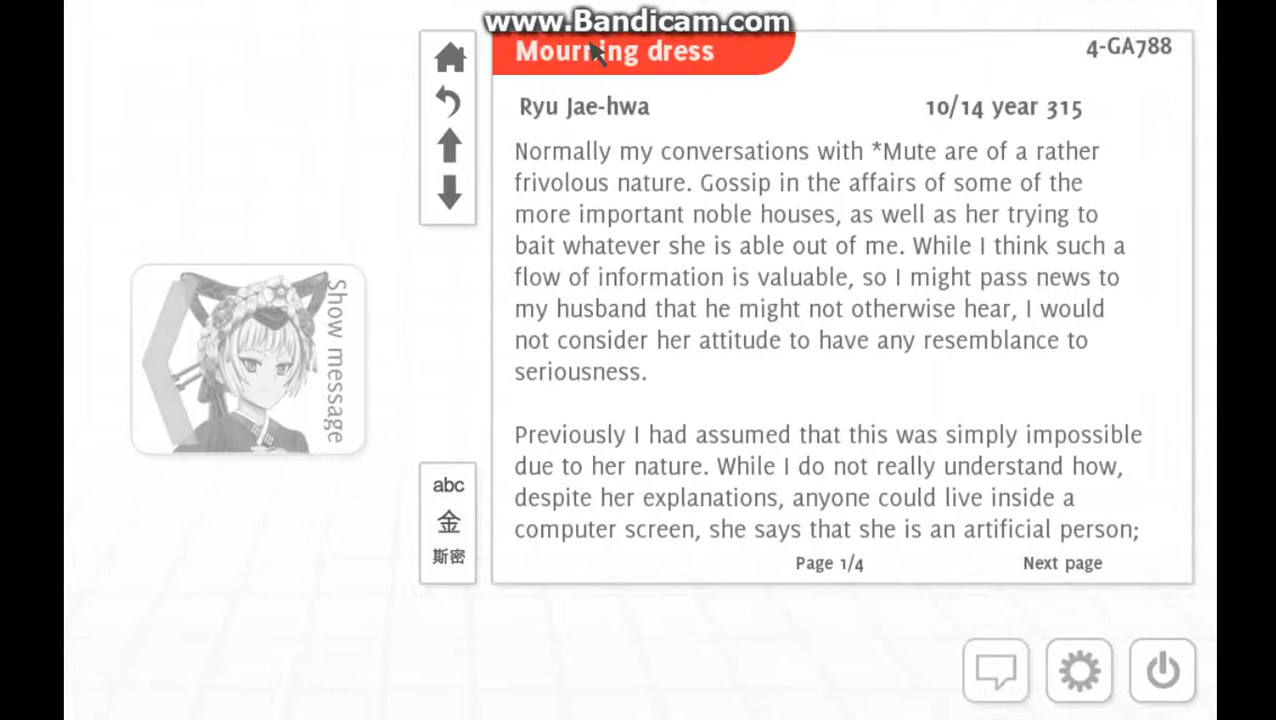 www.Bandicam.com
Mourning dress
4-GA788
Ryu Jae-hwa
10/14 year 315
Normally my conversations with *Mute are of a rather
frivolous nature. Gossip in the affairs of some of the
more important noble houses, as well as her trying to
bait whatever she is able out of me. While I think such a
flow of information is valuable, so I might pass news to
my husband that he might not otherwise hear, I would
not consider her attitude to have any resemblance to
seriousness.
Previously I had assumed that this was simply impossible
due to her nature. While I do not really understand how,
despite her explanations, anyone could live inside a
computer screen, she says that she is an artificial person;
Page 1/4
Next page
Show message
abc
金
斯密